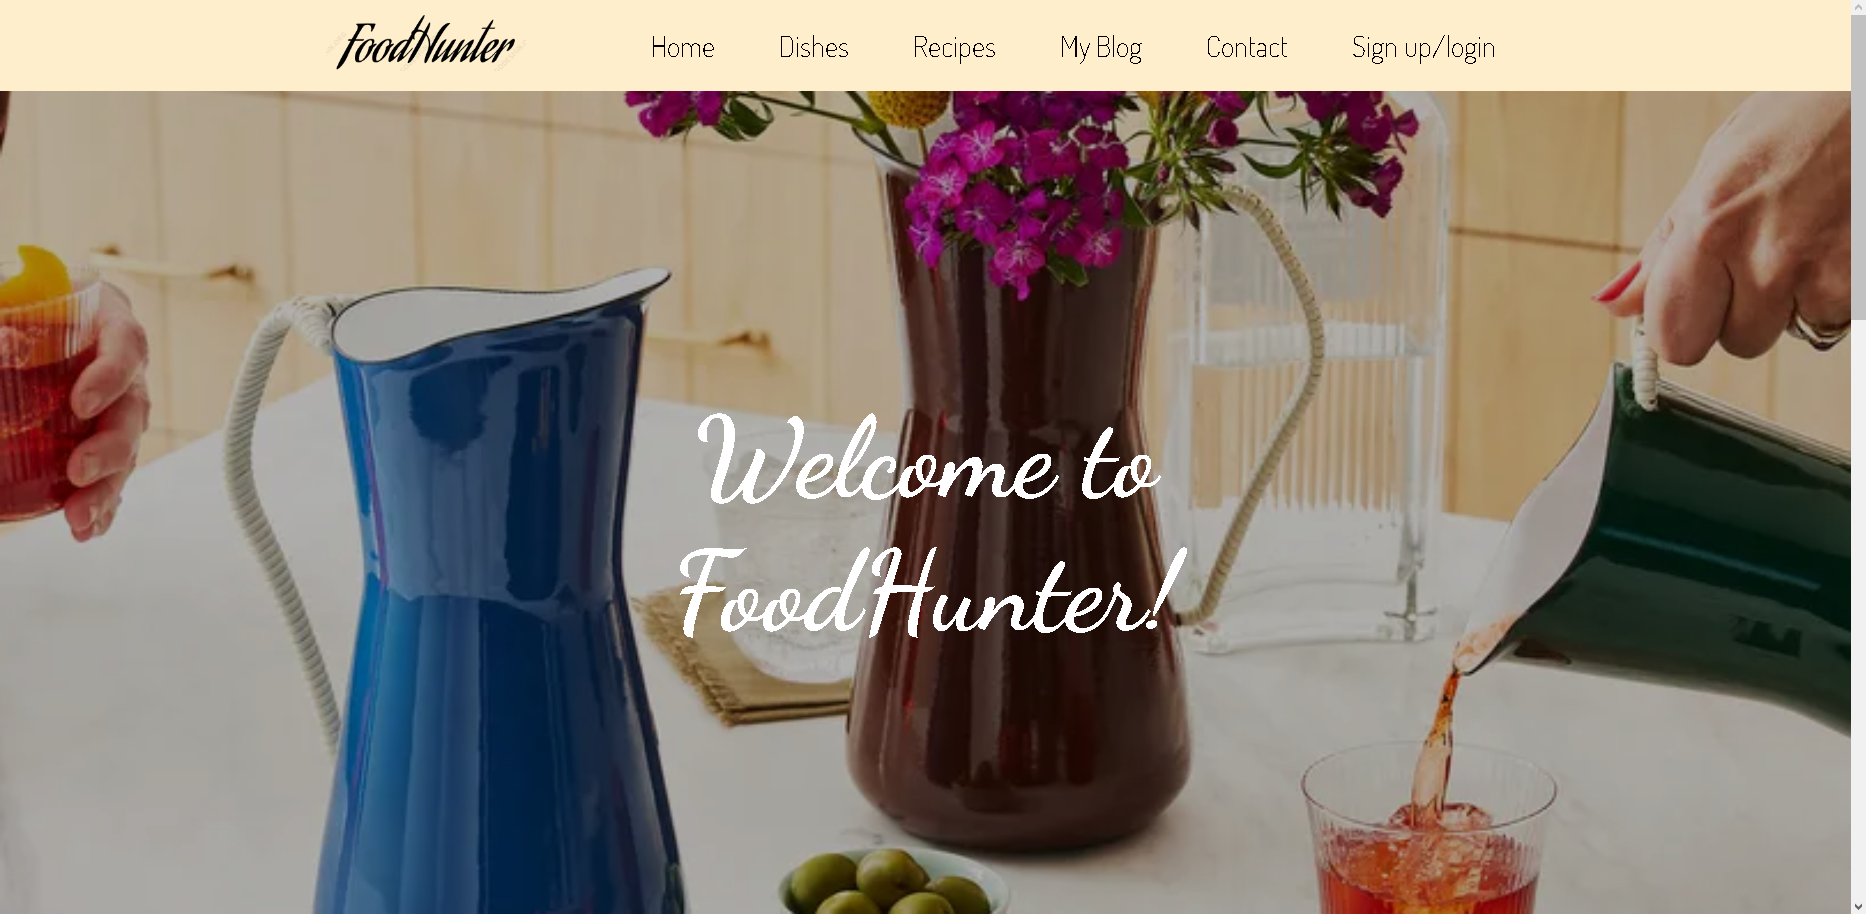 FoodHunter
Home
Dishes
Recipes
My Blog
Contact
Sign up/login
Welcome to
FoodHunter!